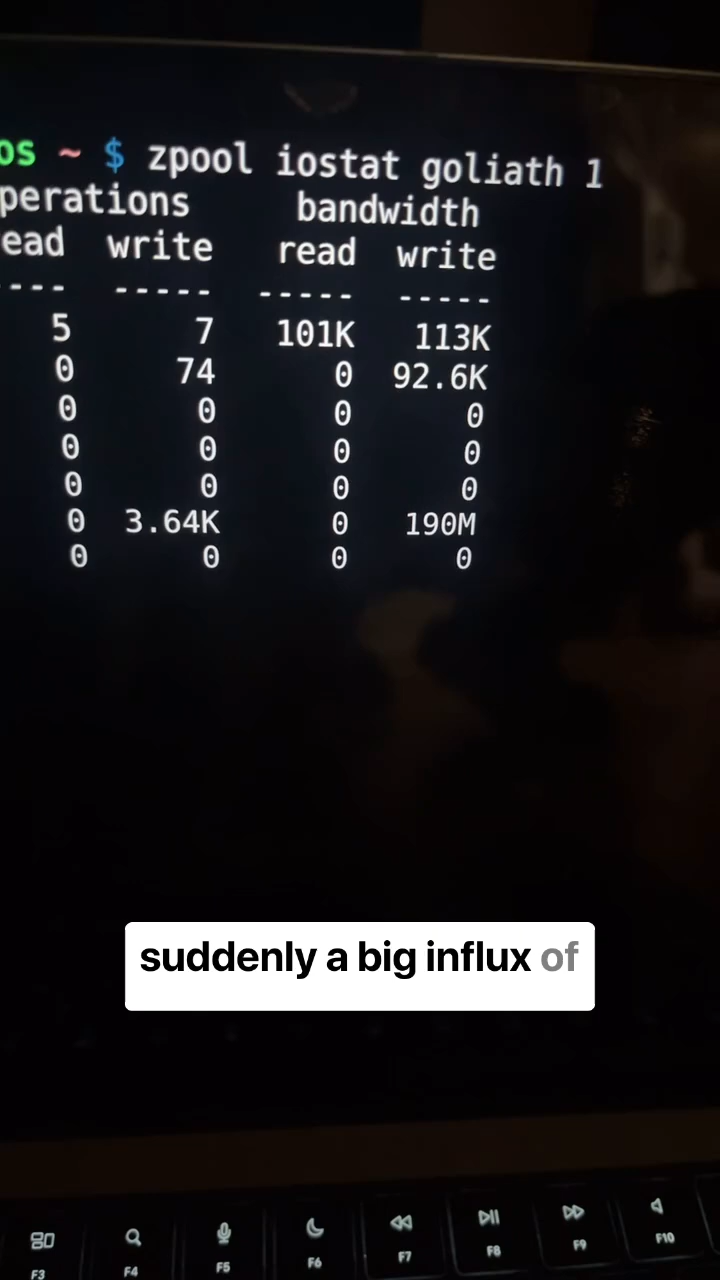 os ~ $ zpool iostat goliath 1
perations bandwidth
ead write read write
---- ----- ----- -----
5 7 101K 113K
0 74 0 92.6K
0 0 0 0
0 0 0 0
0 0 0 0
0 3.64K 0 190M
0 0 0 0
suddenly a big influx of
F3 F4 F5 F6 F7 F8 F9 F10